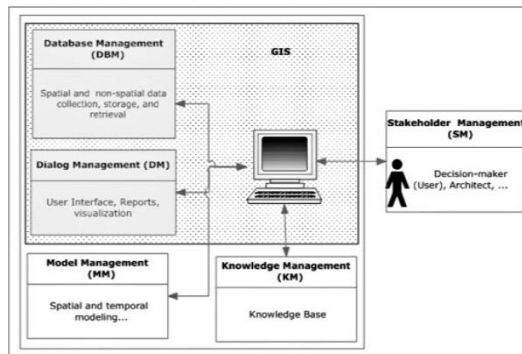 Database Management
(DBM)
GIS
Spatial and non-spatial data
collection, storage, and
retrieval
Stakeholder Management
(SM)
Decision-maker
(User), Architect, ...
Dialog Management (DM)
User Interface, Reports,
visualization
Model Management
(MM)
Spatial and temporal
modeling...
Knowledge Management
(KM)
Knowledge Base